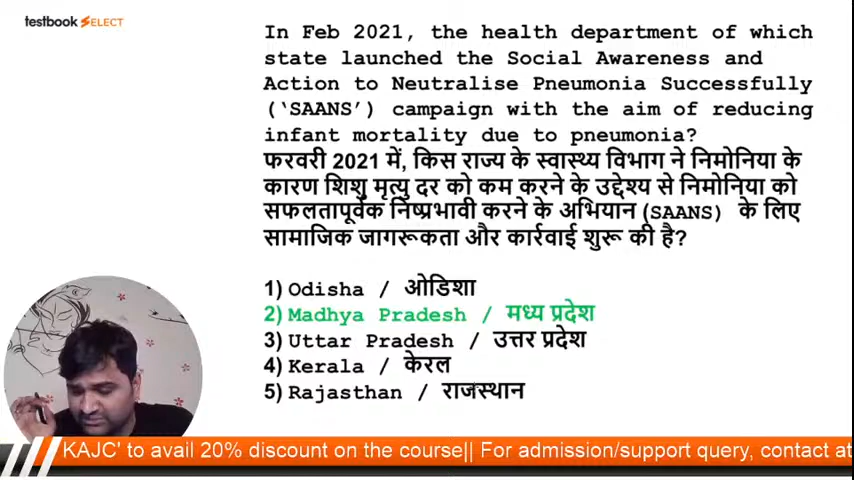 testbook SELECT
In Feb 2021, the health department of which
state launched the Social Awareness and
Action to Neutralise Pneumonia Successfully
(‘SAANS’) campaign with the aim of reducing
infant mortality due to pneumonia?
फरवरी 2021 में, किस राज्य के स्वास्थ्य विभाग ने निमोनिया के
कारण शिशु मृत्यु दर को कम करने के उद्देश्य से निमोनिया को
सफलतापूर्वक निष्प्रभावी करने के अभियान (SAANS) के लिए
सामाजिक जागरूकता और कार्रवाई शुरू की है?
1) Odisha / ओडिशा
2) Madhya Pradesh / मध्य प्रदेश
3) Uttar Pradesh / उत्तर प्रदेश
4) Kerala / केरल
5) Rajasthan / राजस्थान
KAJC' to avail 20% discount on the course|| For admission/support query, contact at